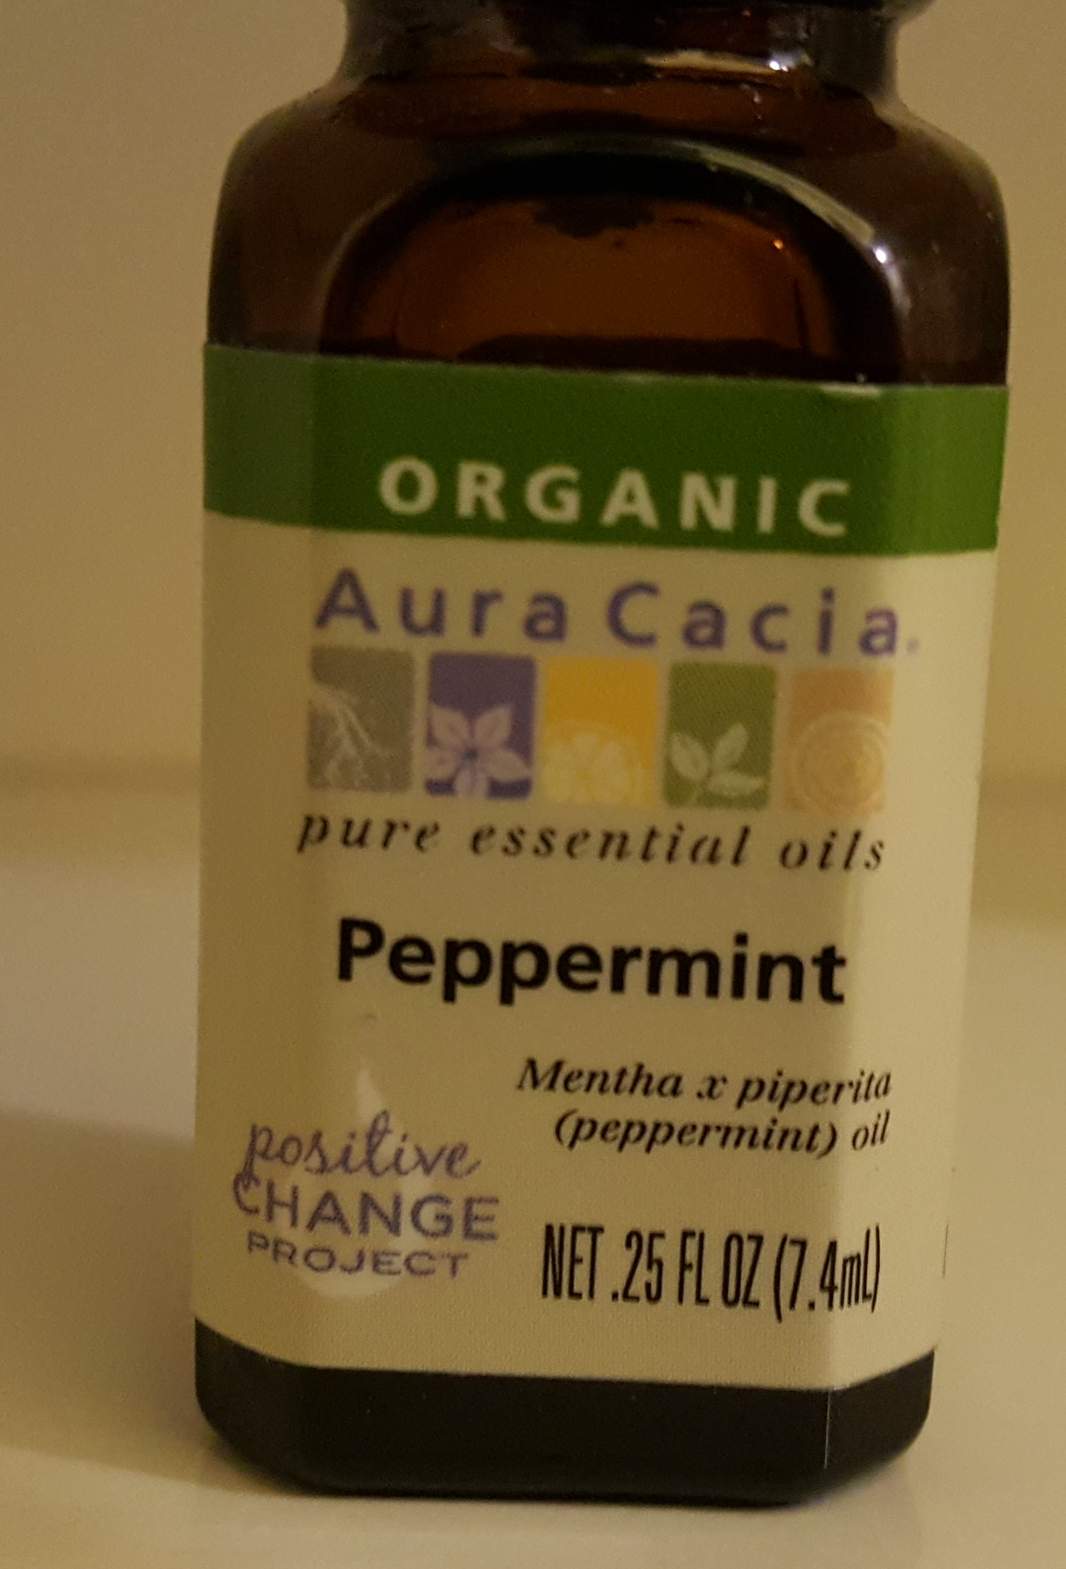 ORGANIC
Aura Cacia
pure essential oils
Peppermint
Mentha x piperita
(peppermint) oil
positive
CHANGE
PROJECT
NET .25 FL OZ (7.4mL)